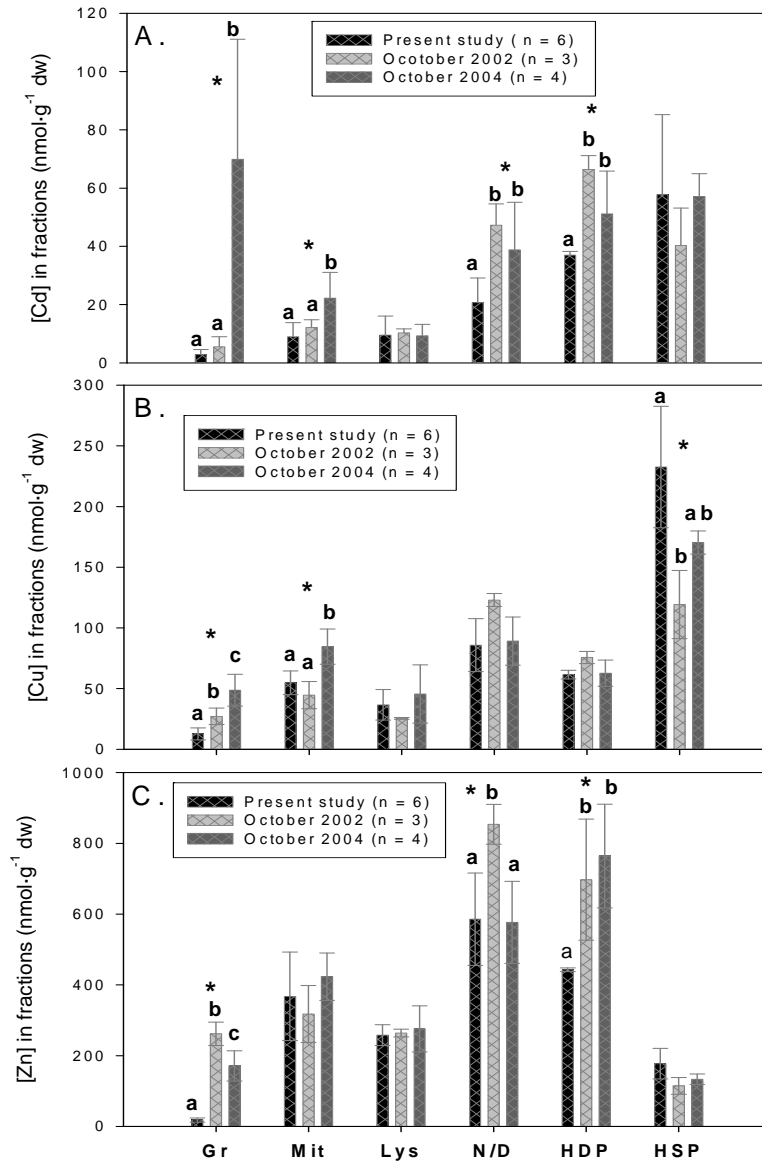 A.
Present study ( n = 6)
Ocotober 2002 (n = 3)
October 2004 (n = 4)
[Cd] in fractions (nmol·g⁻¹ dw)
120
100
80
60
40
20
0
a a * b
a a * b
a b * b
a b * b
B.
Present study (n = 6)
October 2002 (n = 3)
October 2004 (n = 4)
[Cu] in fractions (nmol·g⁻¹ dw)
300
250
200
150
100
50
0
a * b c
a * a b
a b * ab
C.
Present study (n = 6)
October 2002 (n = 3)
October 2004 (n = 4)
[Zn] in fractions (nmol·g⁻¹ dw)
1000
800
600
400
200
0
a * b c
* a b a
a * b b
Gr Mit Lys N/D HDP HSP